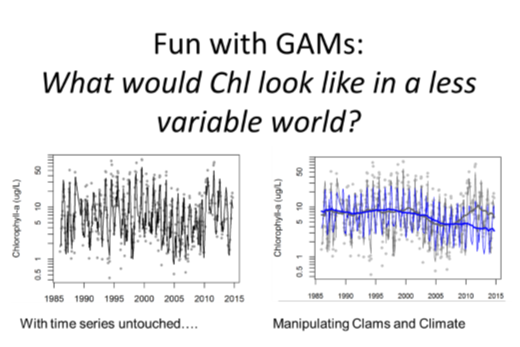 Fun with GAMs:
What would Chl look like in a less
variable world?
Chlorophyll-a (ug/L)
50
10
5
1
0.5
1985 1990 1995 2000 2005 2010 2015
With time series untouched....
Chlorophyll-a (ug/L)
50
10
5
1
0.5
1985 1990 1995 2000 2005 2010 2015
Manipulating Clams and Climate